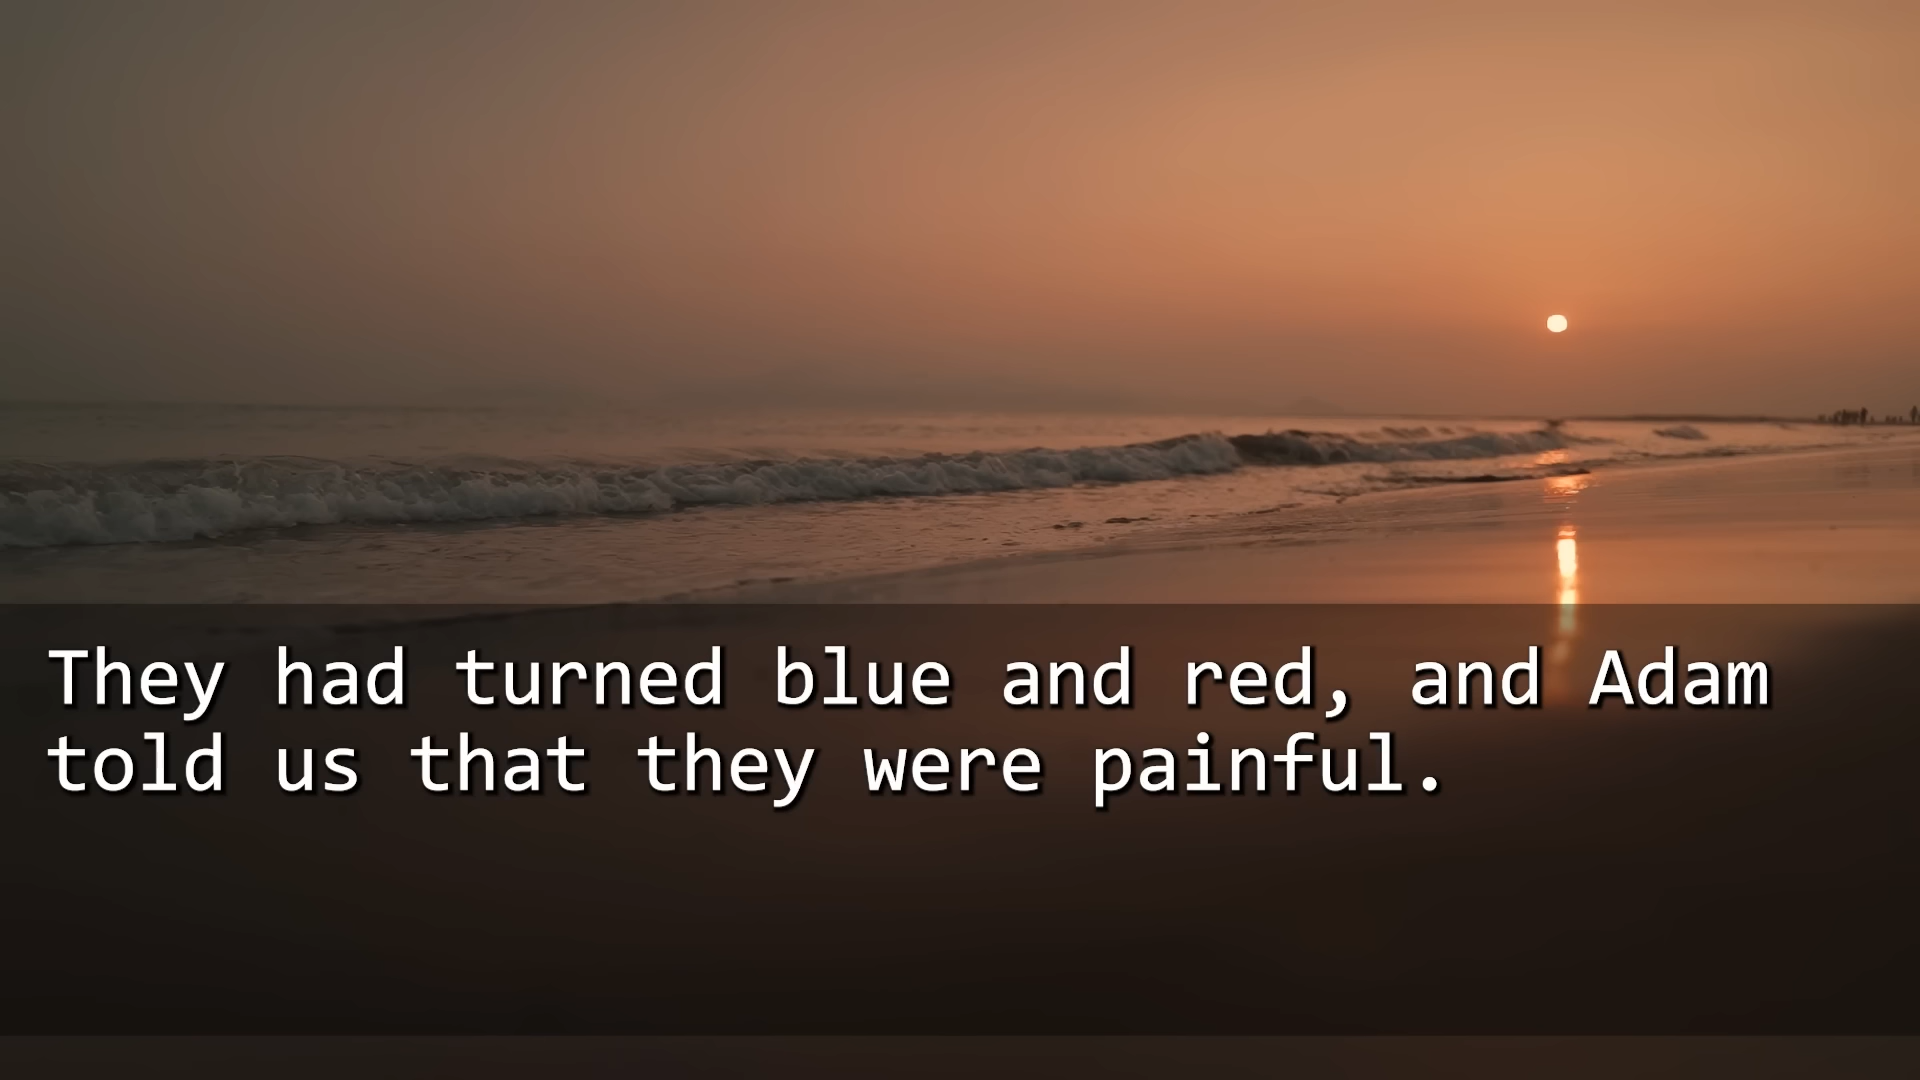 They had turned blue and red, and Adam
told us that they were painful.